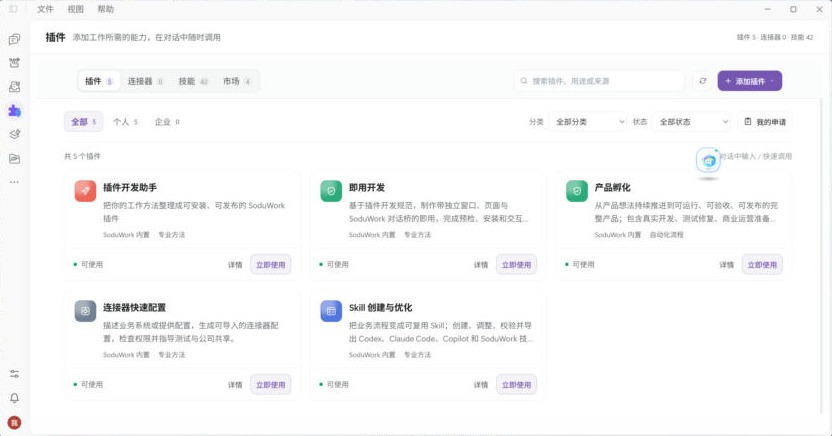 文件 视图 帮助
插件 添加工作所需的能力，在对话中随时调用
插件 5 · 连接器 0 · 技能 42
插件 5 连接器 0 技能 42 市场 4
搜索插件、用途或来源
+ 添加插件
全部 5 个人 5 企业 0
分类 全部分类 状态 全部状态 我的申请
共 5 个插件
对话中输入 / 快速调用
插件开发助手
把你的工作方法整理成可安装、可发布的 SoduWork
插件
SoduWork 内置 · 专业方法
可使用 详情 立即使用
即用开发
基于插件开发规范，制作带独立窗口、页面与
SoduWork 对话桥的即用，完成预检、安装和交互...
SoduWork 内置 · 专业方法
可使用 详情 立即使用
产品孵化
从产品想法持续推进到可运行、可验收、可发布的完
整产品；包含真实开发、测试修复、商业运营准备...
SoduWork 内置 · 自动化流程
可使用 详情 立即使用
连接器快速配置
描述业务系统或提供配置，生成可导入的连接器配
置，检查权限并指导测试与公司共享。
SoduWork 内置 · 专业方法
可使用 详情 立即使用
Skill 创建与优化
把业务流程变成可复用 Skill；创建、调整、校验并导
出 Codex、Claude Code、Copilot 和 SoduWork 技...
SoduWork 内置 · 专业方法
可使用 详情 立即使用
我